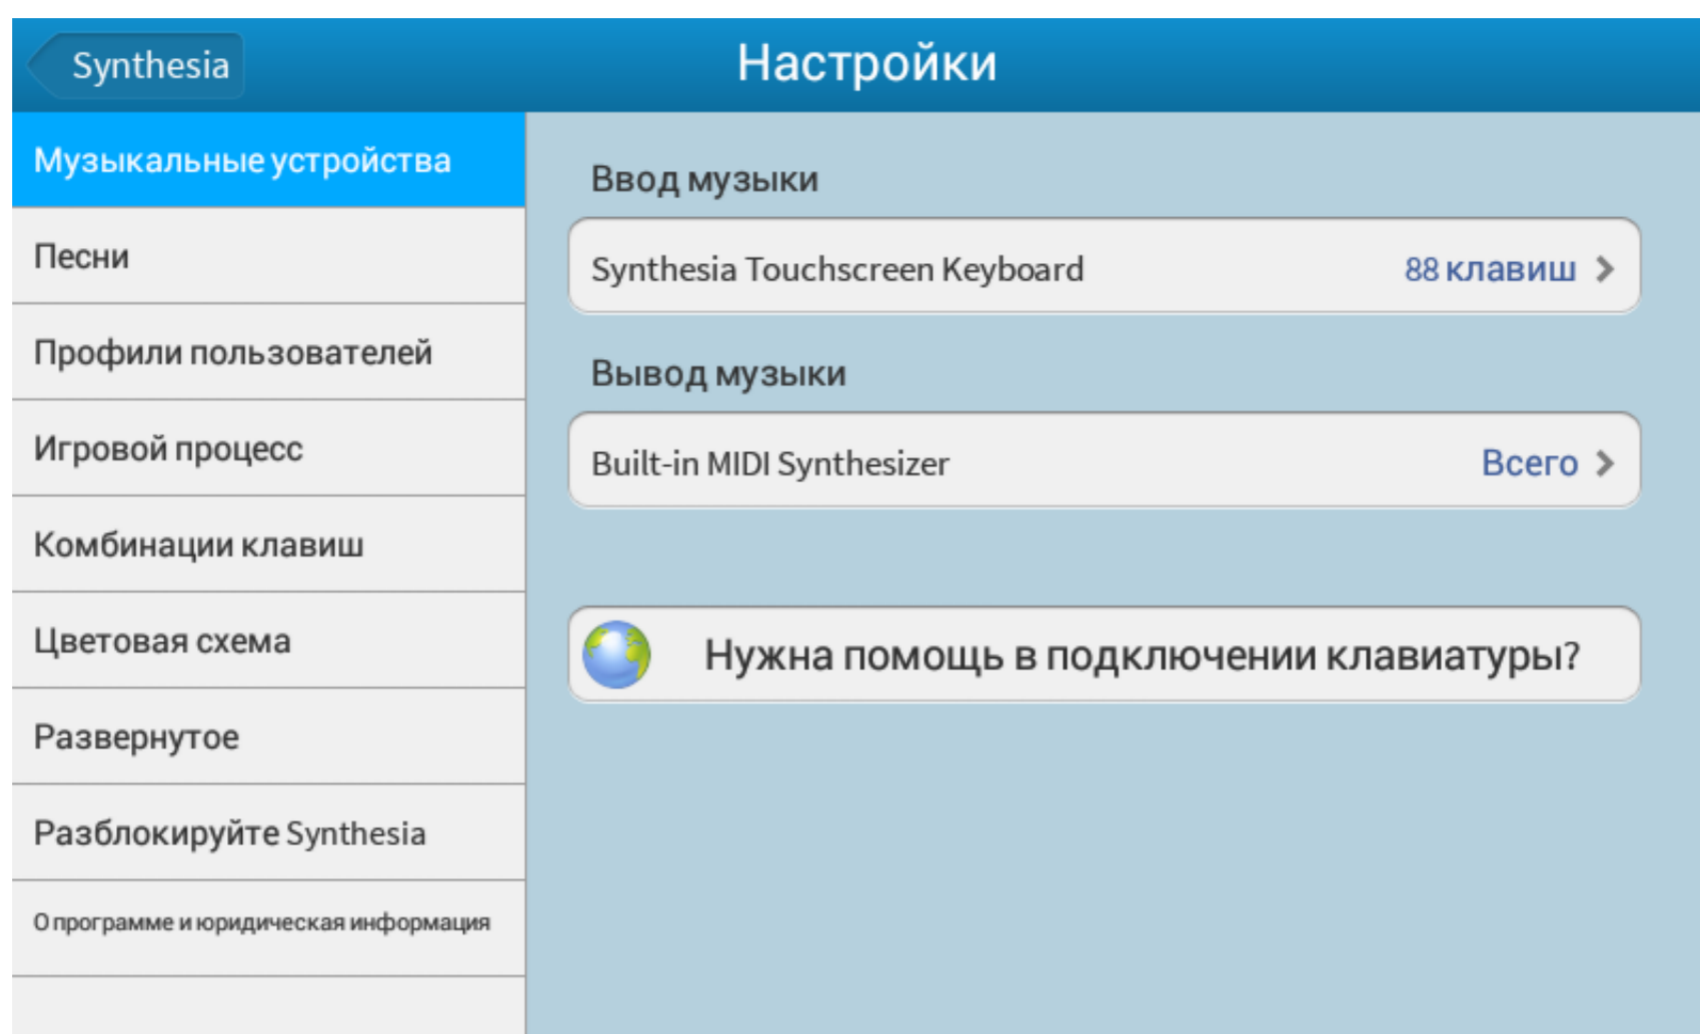 Synthesia
Настройки
Музыкальные устройства
Песни
Профили пользователей
Игровой процесс
Комбинации клавиш
Цветовая схема
Развернутое
Разблокируйте Synthesia
О программе и юридическая информация
Ввод музыки
Synthesia Touchscreen Keyboard 88 клавиш
Вывод музыки
Built-in MIDI Synthesizer Всего
Нужна помощь в подключении клавиатуры?